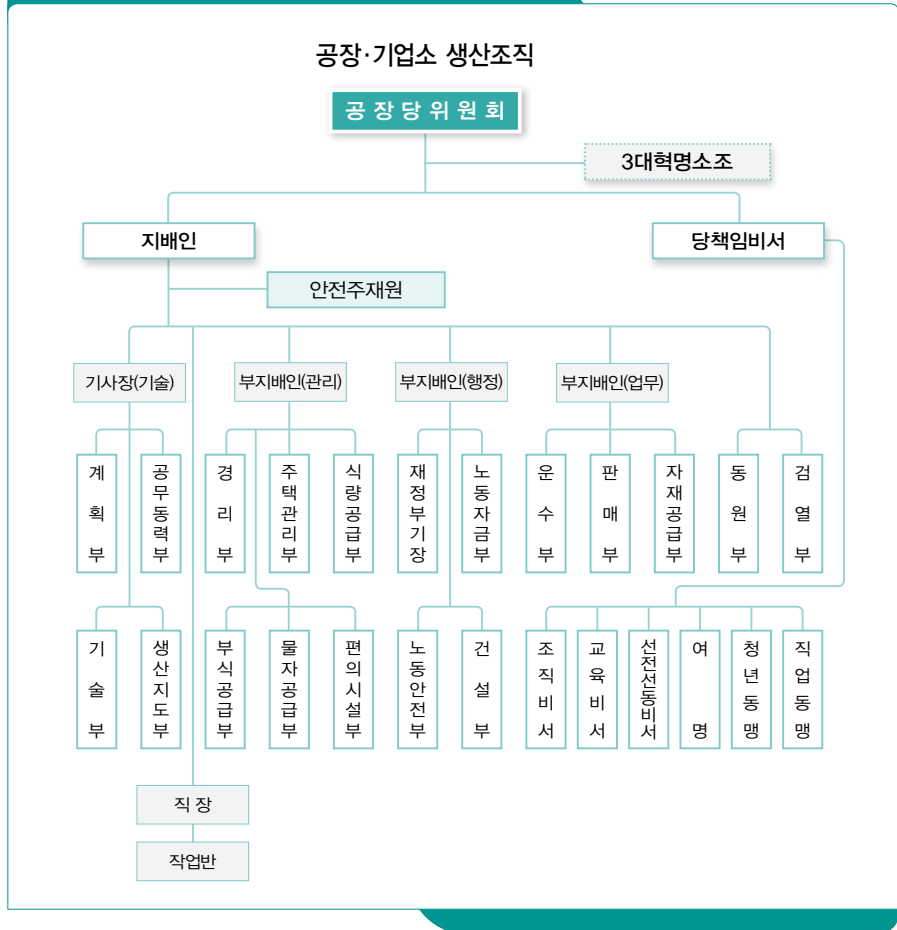 공장·기업소 생산조직
공장당위원회
3대혁명소조
지배인
당책임비서
안전주재원
기사장(기술)
부지배인(관리)
부지배인(행정)
부지배인(업무)
계획부
공무동력부
경리부
주택관리부
식량공급부
재정부기장
노동자금부
운수부
판매부
자재공급부
동원부
검열부
기술부
생산지도부
부식공급부
물자공급부
편의시설부
노동안전부
건설부
조직비서
교육비서
선전선동비서
여명
청년동맹
직업동맹
직장
작업반